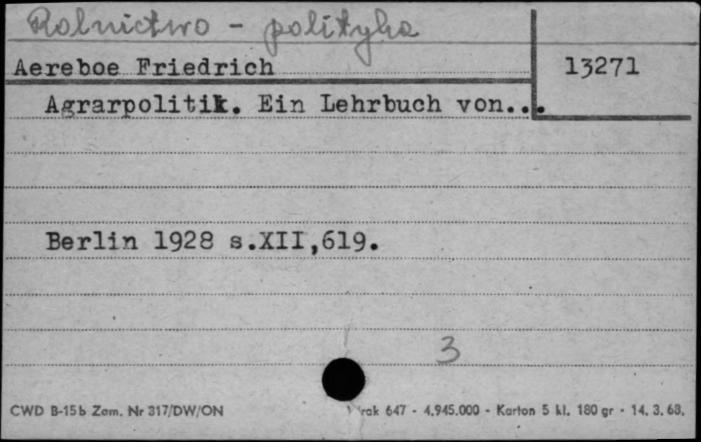 Rolnictwo - polityka
Aereboe Friedrich
13271
Agrarpolitik. Ein Lehrbuch von...
Berlin 1928 s.XII,619.
3
CWD B-15b Zam. Nr 317/DW/ON
647 - 4.945.000 - Karton 5 kl. 180 gr - 14. 3. 68.